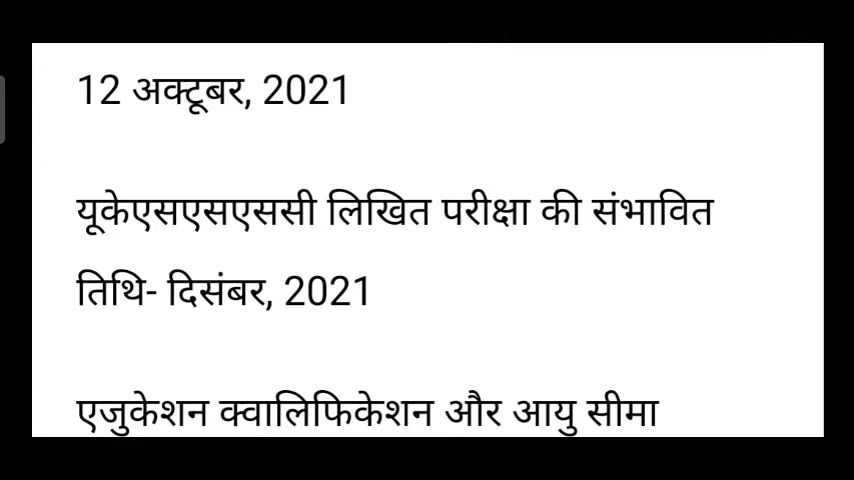 12 अक्टूबर, 2021
यूकेएसएसएससी लिखित परीक्षा की संभावित
तिथि- दिसंबर, 2021
एजुकेशन क्वालिफिकेशन और आयु सीमा